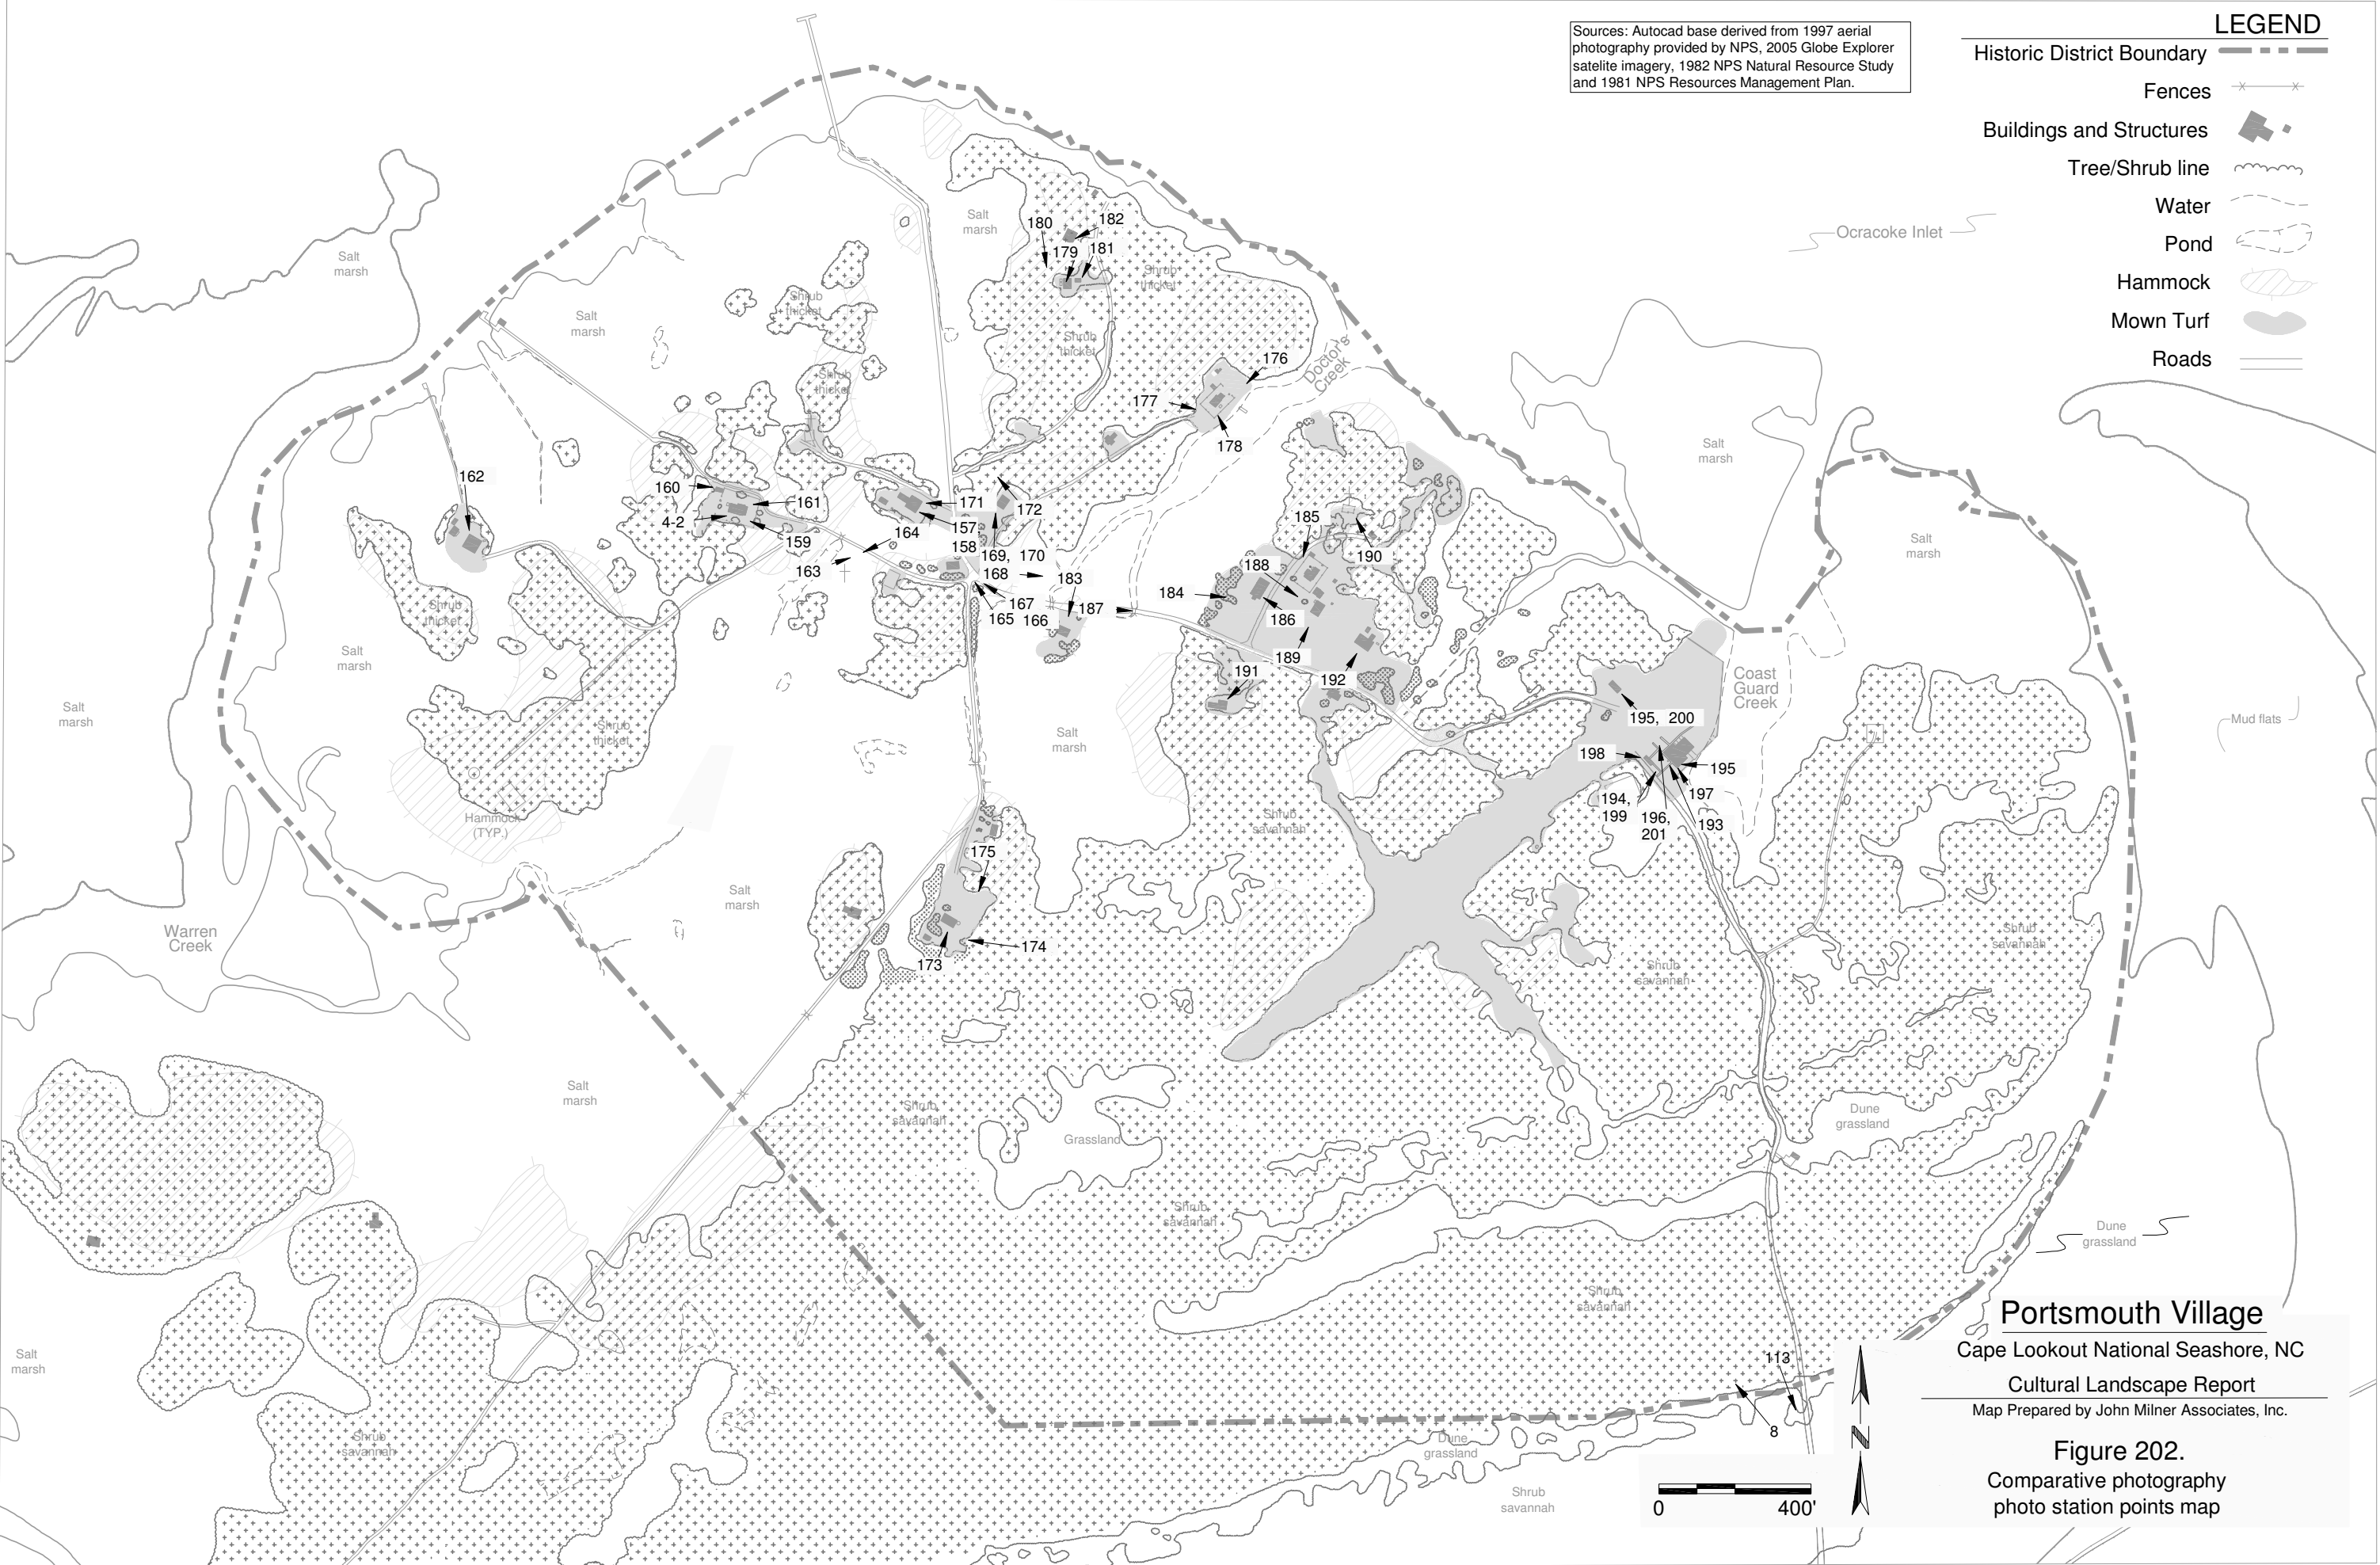 Sources: Autocad base derived from 1997 aerial
photography provided by NPS, 2005 Globe Explorer
satelite imagery, 1982 NPS Natural Resource Study
and 1981 NPS Resources Management Plan.
LEGEND
Historic District Boundary
Fences
Buildings and Structures
Tree/Shrub line
Water
Pond
Hammock
Mown Turf
Roads
Ocracoke Inlet
Salt
marsh
Salt
marsh
180
182
179
181
Shrub
thicket
Shrub
thicket
Salt
marsh
Shrub
thicket
Shrub
thicket
Doctor's
Creek
176
177
178
Salt
marsh
162
160
161
4-2
159
171
172
157
158
164
169,
170
163
168
183
167
165
166
187
184
185
188
190
186
189
191
192
Salt
marsh
Shrub
thicket
Salt
marsh
Salt
marsh
Shrub
thicket
Salt
marsh
Coast
Guard
Creek
195, 200
198
195
197
194,
199
196,
201
193
Mud flats
Hammock
(TYP.)
Shrub
savannah
175
174
173
Salt
marsh
Warren
Creek
Shrub
savannah
Shrub
savannah
Salt
marsh
Shrub
savannah
Grassland
Dune
grassland
Shrub
savannah
Dune
grassland
Shrub
savannah
Salt
marsh
Shrub
savannah
113
8
Dune
grassland
Shrub
savannah
N
0
400'
Portsmouth Village
Cape Lookout National Seashore, NC
Cultural Landscape Report
Map Prepared by John Milner Associates, Inc.
Figure 202.
Comparative photography
photo station points map